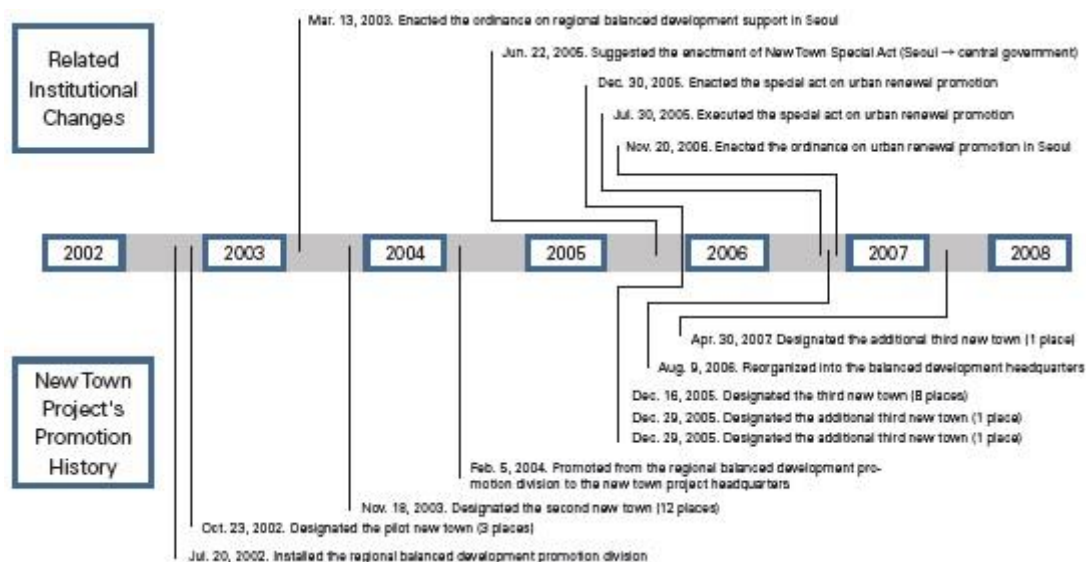 Mar. 13, 2003. Enacted the ordinance on regional balanced development support in Seoul
Related
Institutional
Changes
Jun. 22, 2005. Suggested the enactment of New Town Special Act (Seoul → central government)
Dec. 30, 2005. Enacted the special act on urban renewal promotion
Jul. 30, 2005. Executed the special act on urban renewal promotion
Nov. 20, 2006. Enacted the ordinance on urban renewal promotion in Seoul
2002
2003
2004
2005
2006
2007
2008
New Town
Project's
Promotion
History
Apr. 30, 2007. Designated the additional third new town (1 place)
Aug. 9, 2006. Reorganized into the balanced development headquarters
Dec. 16, 2005. Designated the third new town (8 places)
Dec. 29, 2005. Designated the additional third new town (1 place)
Dec. 29, 2005. Designated the additional third new town (1 place)
Feb. 5, 2004. Promoted from the regional balanced development pro-
motion division to the new town project headquarters
Nov. 18, 2003. Designated the second new town (12 places)
Oct. 23, 2002. Designated the pilot new town (3 places)
Jul. 20, 2002. Installed the regional balanced development promotion division